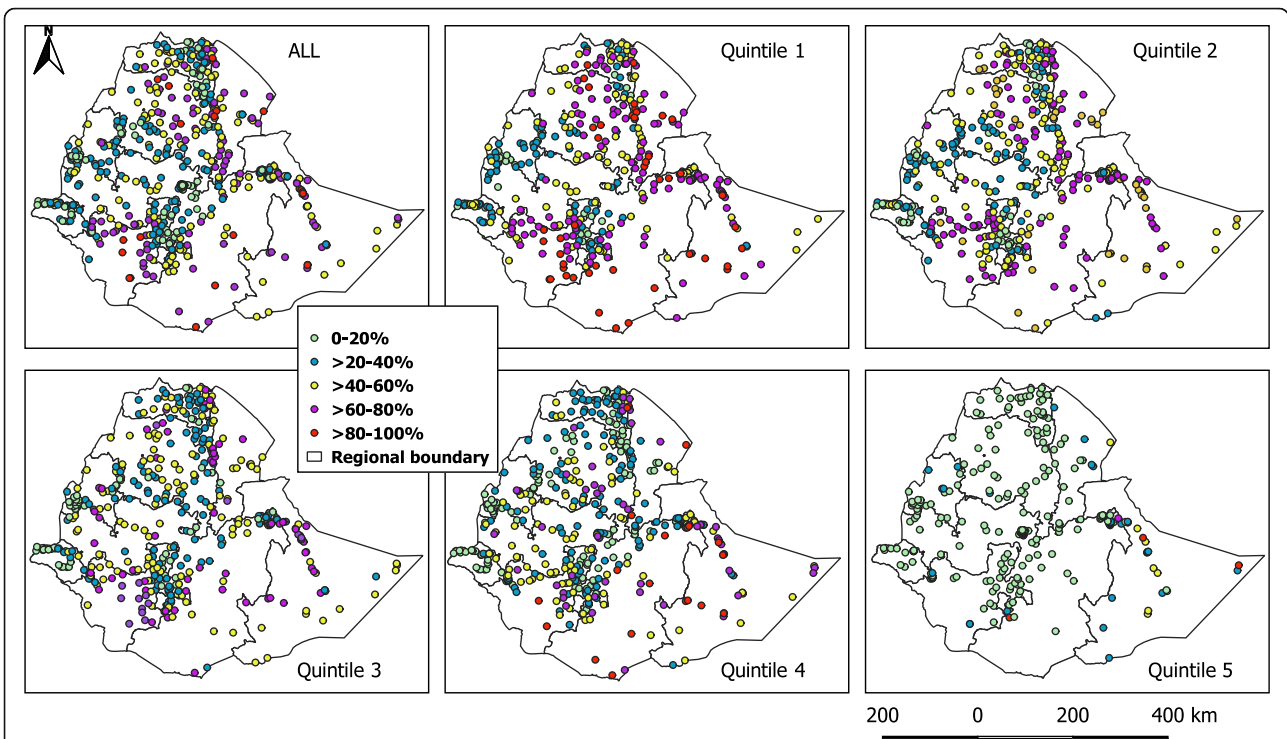 N
ALL
Quintile 1
Quintile 2
0-20%
>20-40%
>40-60%
>60-80%
>80-100%
Regional boundary
Quintile 3
Quintile 4
Quintile 5
200 0 200 400 km